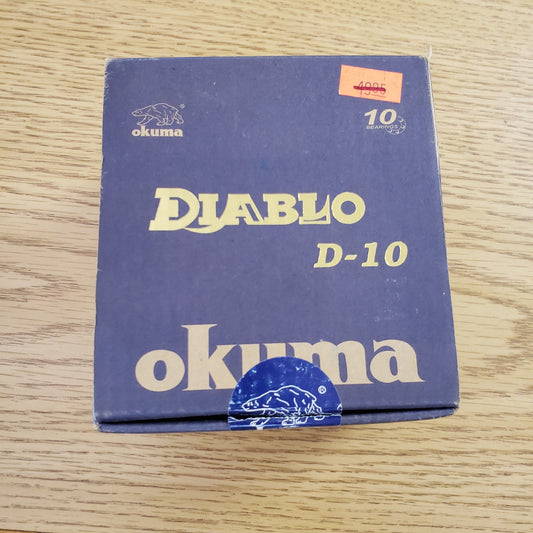 4995
okuma
®
10
BEARINGS
DIABLO
D-10
okuma
®